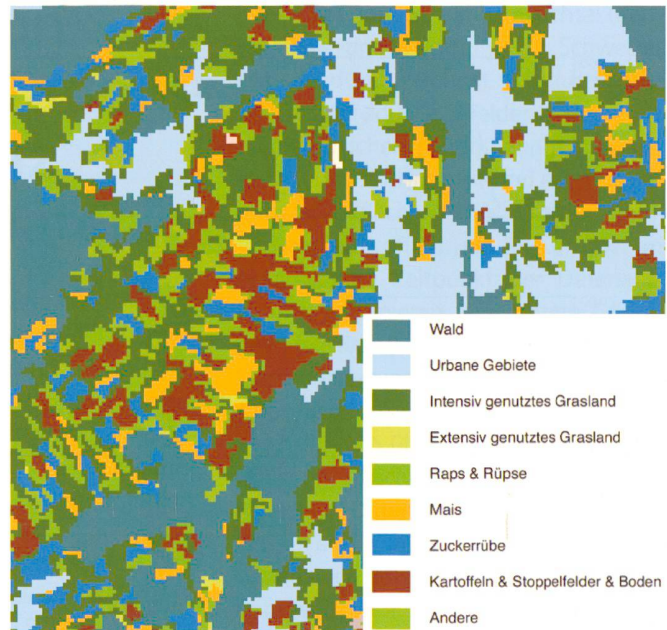 Wald
Urbane Gebiete
Intensiv genutztes Grasland
Extensiv genutztes Grasland
Raps & Rüpse
Mais
Zuckerrübe
Kartoffeln & Stoppelfelder & Boden
Andere